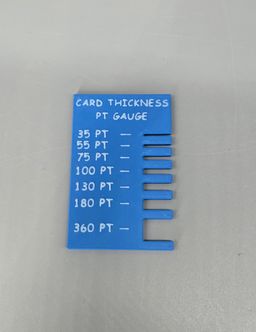 CARD THICKNESS
PT GAUGE
35 PT —
55 PT —
75 PT —
100 PT —
130 PT —
180 PT —
360 PT —